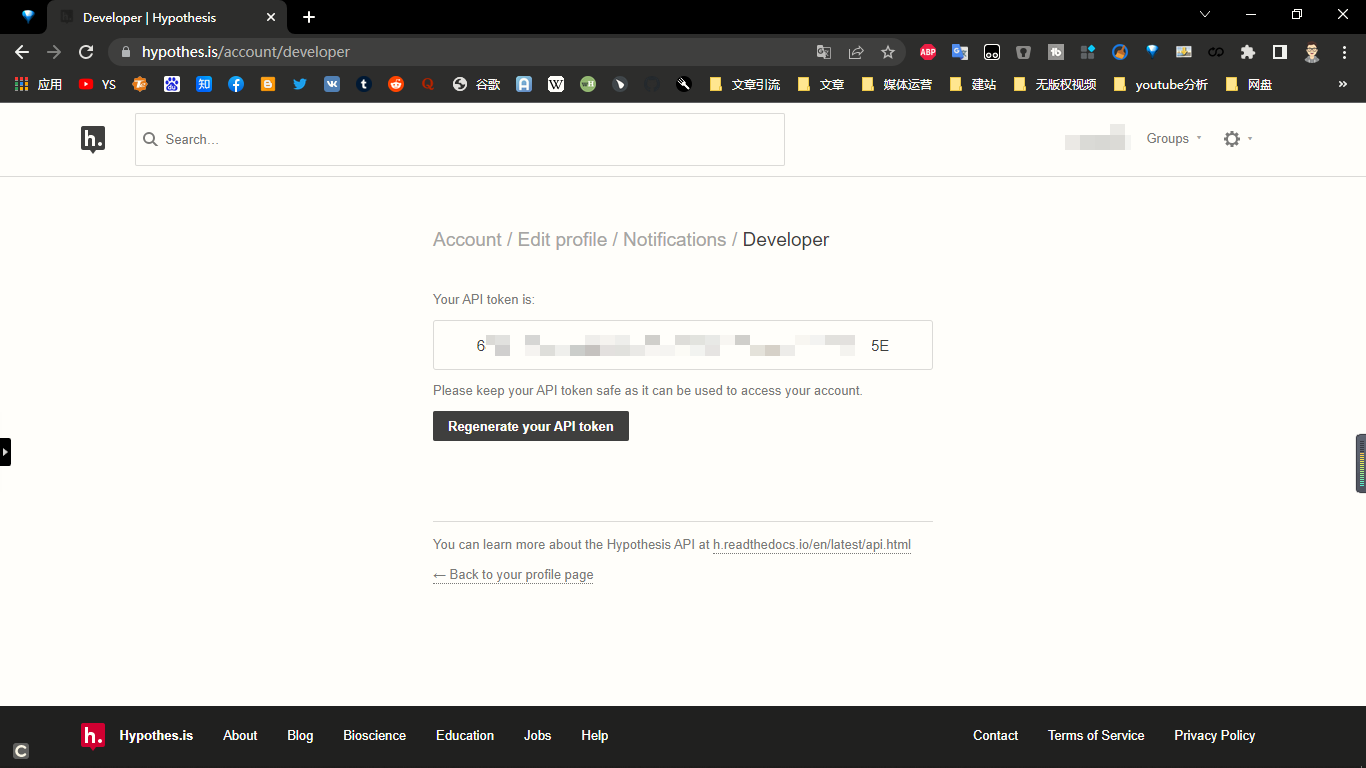 Developer | Hypothesis
hypothes.is/account/developer
ABP
应用 YS 知 谷歌 文章引流 文章 媒体运营 建站 无版权视频 youtube分析 网盘 »
h. Search... Groups
Account / Edit profile / Notifications / Developer
Your API token is:
6 5E
Please keep your API token safe as it can be used to access your account.
Regenerate your API token
You can learn more about the Hypothesis API at h.readthedocs.io/en/latest/api.html
← Back to your profile page
h. Hypothes.is About Blog Bioscience Education Jobs Help Contact Terms of Service Privacy Policy
C